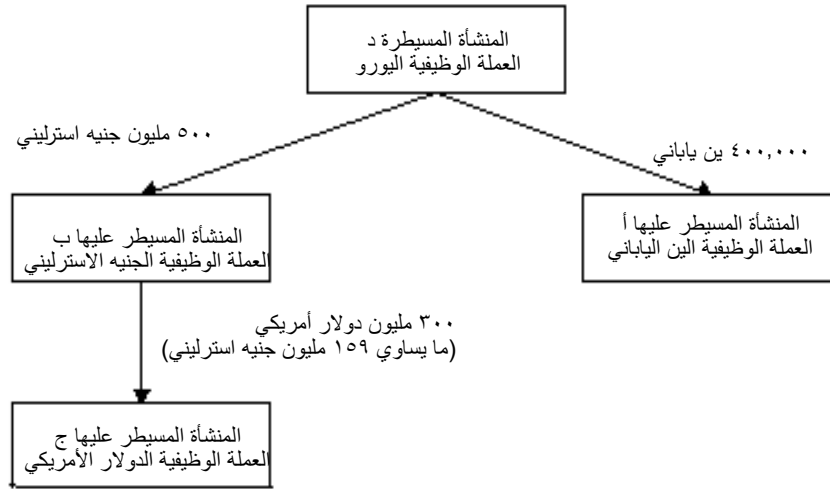 المنشأة المسيطرة د
العملة الوظيفية اليورو
٥٠٠ مليون جنيه استرليني
٤٠٠,٠٠٠ ين ياباني
المنشأة المسيطر عليها ب
العملة الوظيفية الجنيه الاسترليني
المنشأة المسيطر عليها أ
العملة الوظيفية الين الياباني
٣٠٠ مليون دولار أمريكي
(ما يساوي ١٥٩ مليون جنيه استرليني)
المنشأة المسيطر عليها ج
العملة الوظيفية الدولار الأمريكي